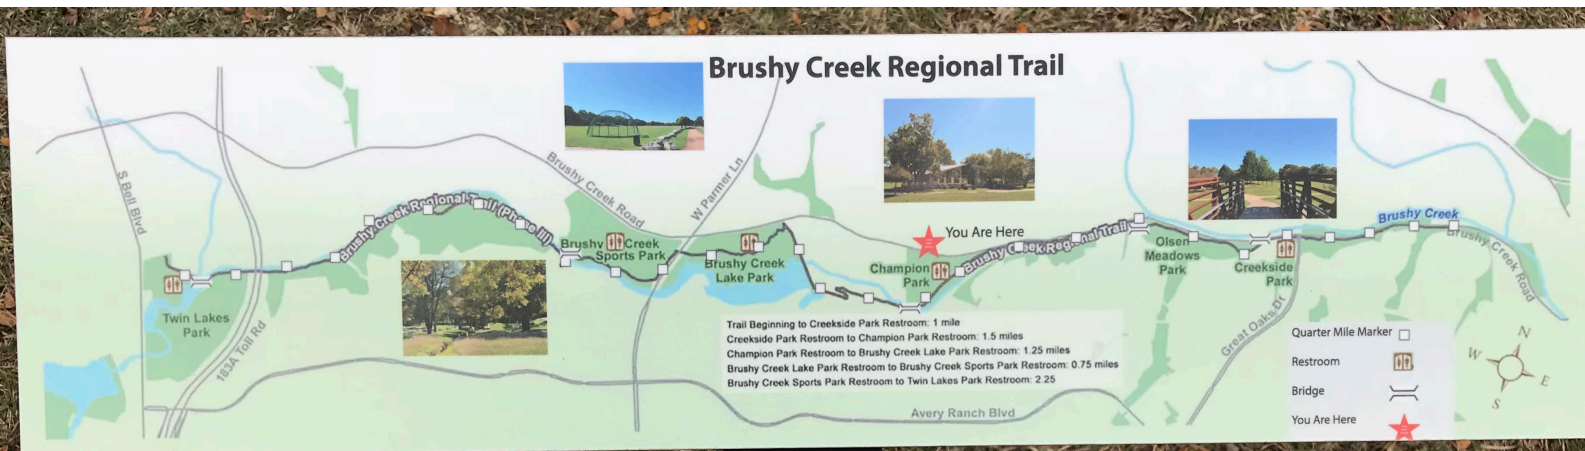 Brushy Creek Regional Trail
S Bell Blvd
183A Toll Rd
Brushy Creek Regional Trail (Phase II)
Brushy Creek Road
W Parmer Ln
Twin Lakes
Park
Brushy Creek
Sports Park
Brushy Creek
Lake Park
Champion
Park
You Are Here
Brushy Creek Regional Trail
Olsen
Meadows
Park
Creekside
Park
Brushy Creek
Brushy Creek Road
Great Oaks Dr
Avery Ranch Blvd
Trail Beginning to Creekside Park Restroom: 1 mile
Creekside Park Restroom to Champion Park Restroom: 1.5 miles
Champion Park Restroom to Brushy Creek Lake Park Restroom: 1.25 miles
Brushy Creek Lake Park Restroom to Brushy Creek Sports Park Restroom: 0.75 miles
Brushy Creek Sports Park Restroom to Twin Lakes Park Restroom: 2.25
Quarter Mile Marker
Restroom
Bridge
You Are Here
N
W
E
S